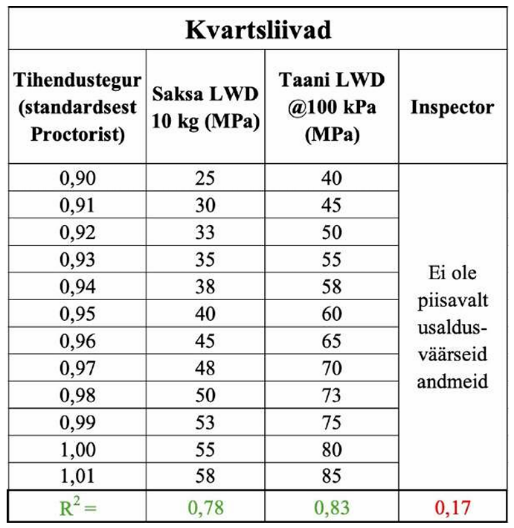 Kvartsliivad
Tihendustegur
(standardsest
Proctorist)
Saksa LWD
10 kg (MPa)
Taani LWD
@100 kPa
(MPa)
Inspector
0,90 25 40
0,91 30 45
0,92 33 50
0,93 35 55
0,94 38 58
0,95 40 60
0,96 45 65
0,97 48 70
0,98 50 73
0,99 53 75
1,00 55 80
1,01 58 85
Ei ole
piisavalt
usaldus-
väärseid
andmeid
R² = 0,78 0,83 0,17